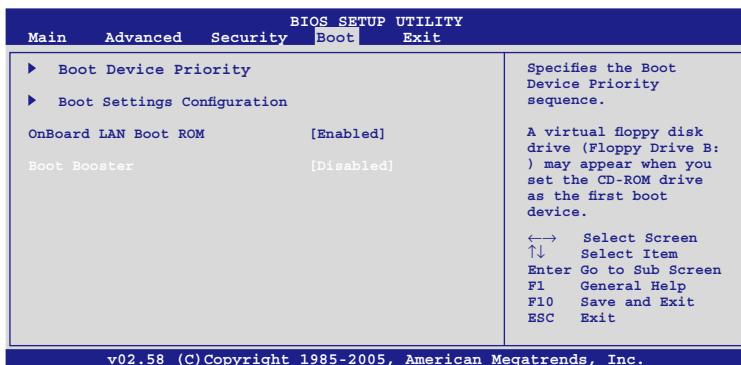 BIOS SETUP UTILITY
Main Advanced Security Boot Exit
Boot Device Priority
Boot Settings Configuration
OnBoard LAN Boot ROM [Enabled]
Boot Booster [Disabled]
Specifies the Boot
Device Priority
sequence.
A virtual floppy disk
drive (Floppy Drive B:
) may appear when you
set the CD-ROM drive
as the first boot
device.
←→ Select Screen
↑↓ Select Item
Enter Go to Sub Screen
F1 General Help
F10 Save and Exit
ESC Exit
v02.58 (C)Copyright 1985-2005, American Megatrends, Inc.